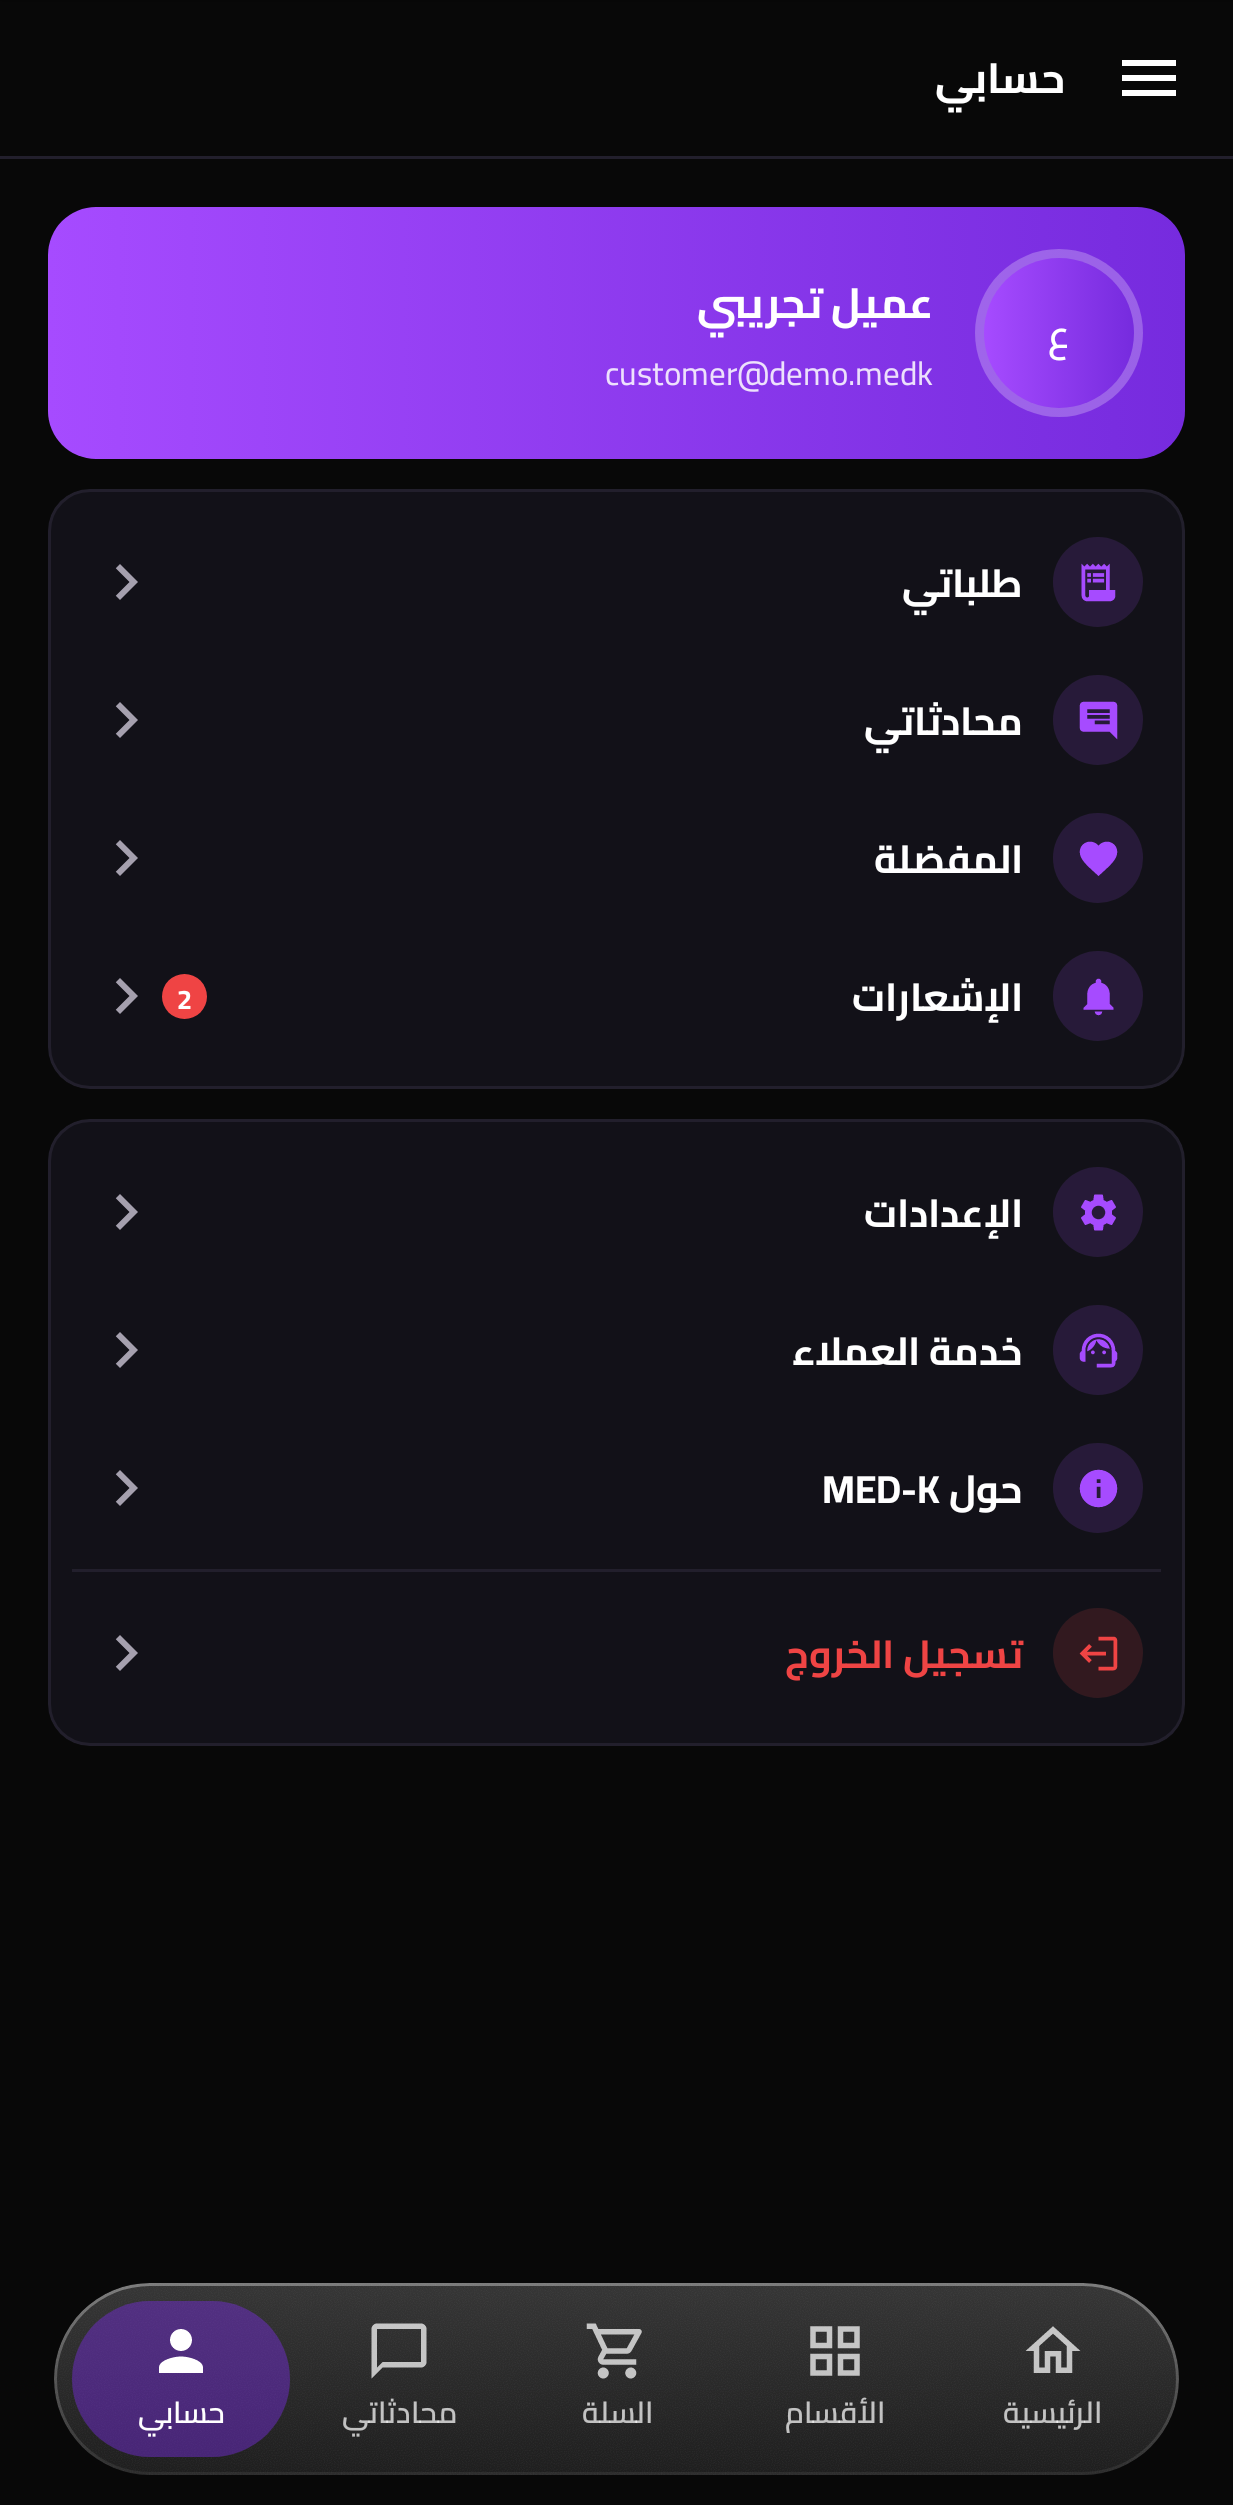 حسابي
ع
عميل تجريبي
customer@demo.medk
طلباتي
محادثاتي
المفضلة
الإشعارات
2
الإعدادات
خدمة العملاء
حول MED-K
تسجيل الخروج
الرئيسية
الأقسام
السلة
محادثاتي
حسابي